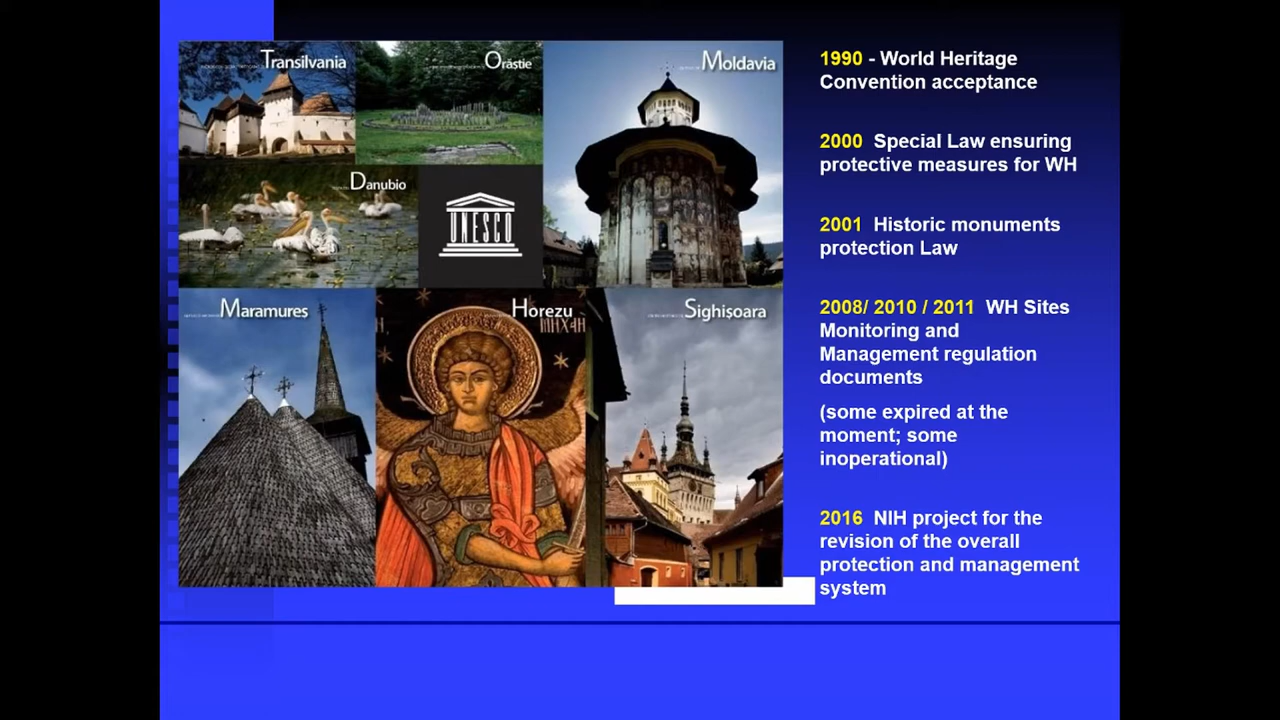 Transilvania
Orăstie
Moldavia
Danubio
UNESCO
Maramures
Horezu
МНХАН
Sighișoara
1990 - World Heritage
Convention acceptance
2000 Special Law ensuring
protective measures for WH
2001 Historic monuments
protection Law
2008/ 2010 / 2011 WH Sites
Monitoring and
Management regulation
documents
(some expired at the
moment; some
inoperational)
2016 NIH project for the
revision of the overall
protection and management
system